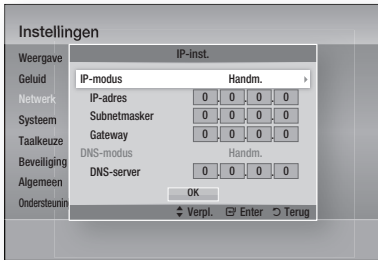 Instellingen
IP-inst.
Weergave
Geluid
Netwerk
Systeem
Taalkeuze
Beveiliging
Algemeen
Ondersteunin
IP-modus Handm.
IP-adres 0 . 0 . 0 . 0
Subnetmasker 0 . 0 . 0 . 0
Gateway 0 . 0 . 0 . 0
DNS-modus Handm.
DNS-server 0 . 0 . 0 . 0
OK
Verpl. Enter Terug